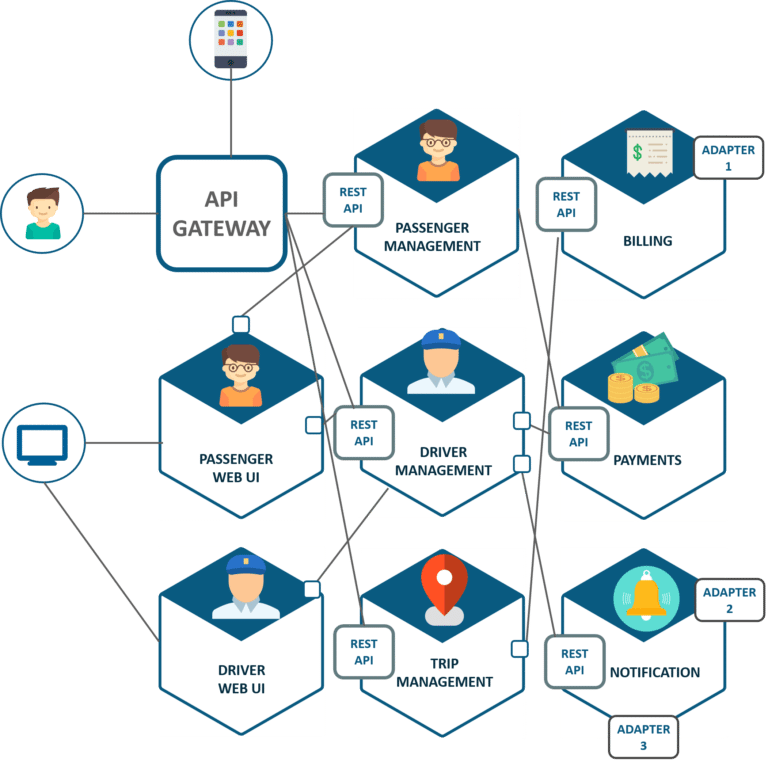 API
GATEWAY
REST
API
PASSENGER
MANAGEMENT
REST
API
BILLING
ADAPTER
1
PASSENGER
WEB UI
REST
API
DRIVER
MANAGEMENT
REST
API
PAYMENTS
DRIVER
WEB UI
REST
API
TRIP
MANAGEMENT
REST
API
NOTIFICATION
ADAPTER
2
ADAPTER
3